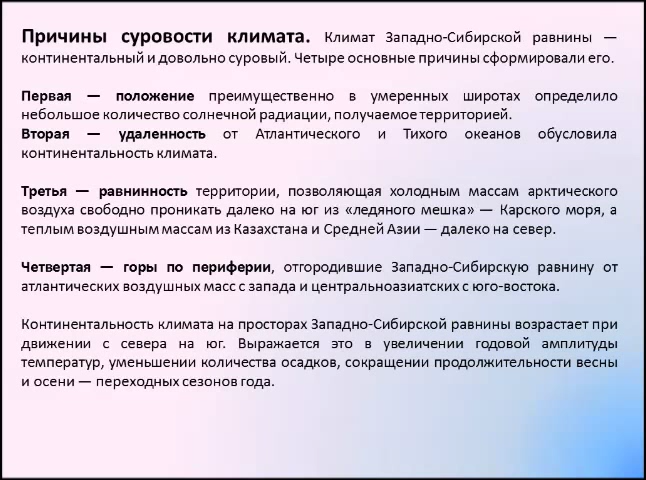 Причины суровости климата. Климат Западно-Сибирской равнины —
континентальный и довольно суровый. Четыре основные причины сформировали его.
Первая — положение преимущественно в умеренных широтах определило
небольшое количество солнечной радиации, получаемое территорией.
Вторая — удаленность от Атлантического и Тихого океанов обусловила
континентальность климата.
Третья — равнинность территории, позволяющая холодным массам арктического
воздуха свободно проникать далеко на юг из «ледяного мешка» — Карского моря, а
теплым воздушным массам из Казахстана и Средней Азии — далеко на север.
Четвертая — горы по периферии, отгородившие Западно-Сибирскую равнину от
атлантических воздушных масс с запада и центральноазиатских с юго-востока.
Континентальность климата на просторах Западно-Сибирской равнины возрастает при
движении с севера на юг. Выражается это в увеличении годовой амплитуды
температур, уменьшении количества осадков, сокращении продолжительности весны
и осени — переходных сезонов года.